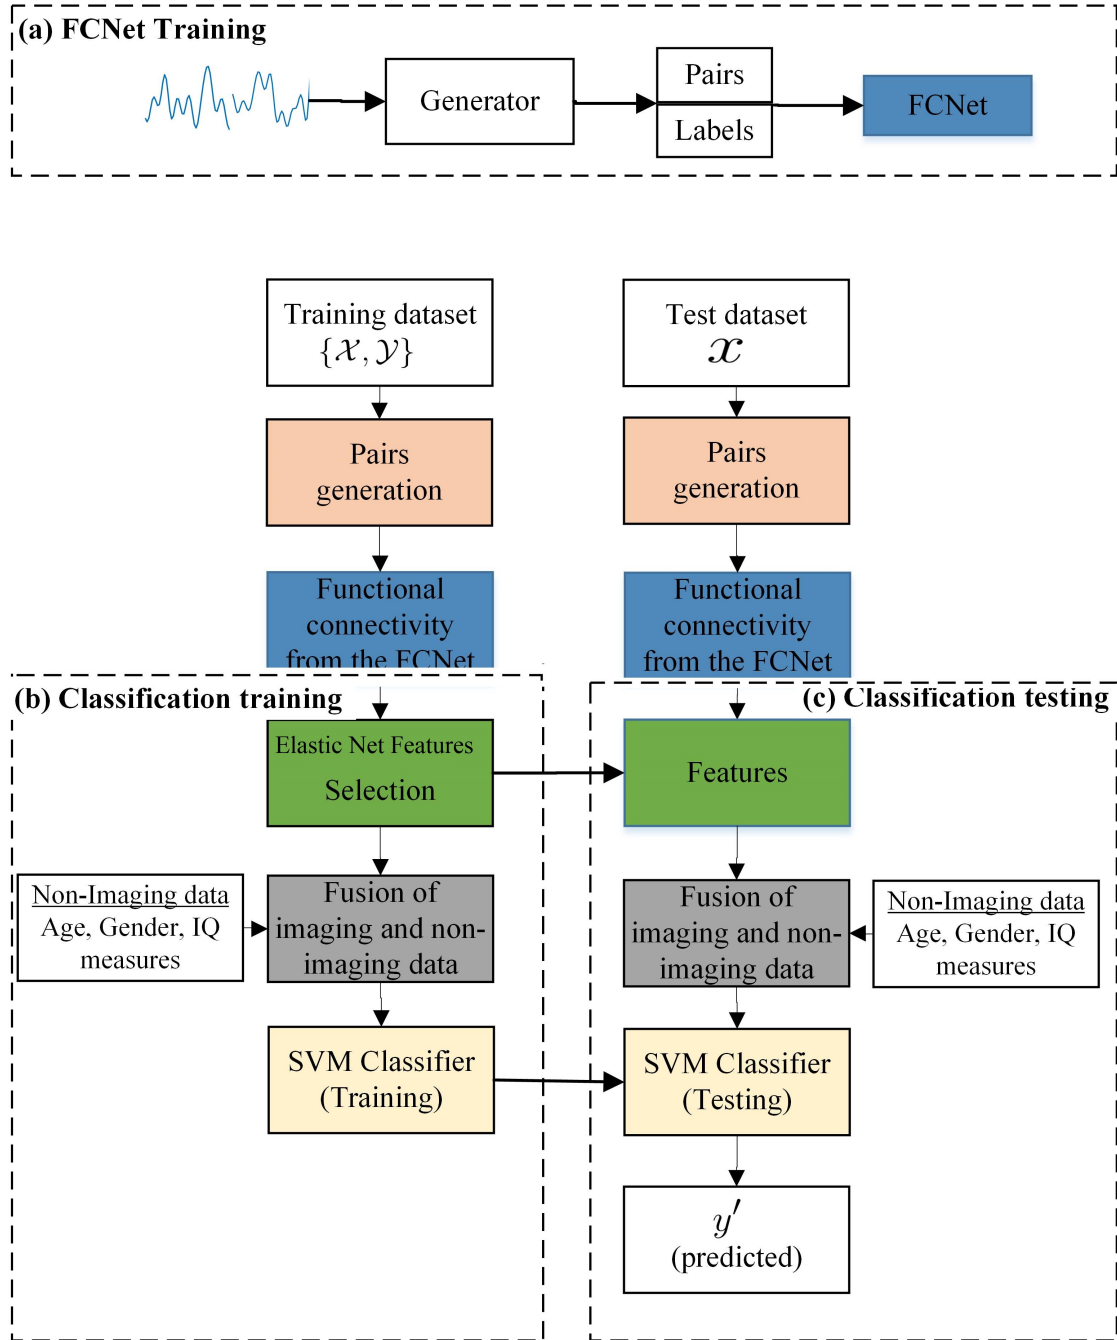 (a) FCNet Training
Generator
Pairs
Labels
FCNet
Training dataset
{𝒳, 𝒴}
Test dataset
x
Pairs
generation
Pairs
generation
Functional
connectivity
from the FCNet
Functional
connectivity
from the FCNet
(b) Classification training
(c) Classification testing
Elastic Net Features
Selection
Features
Non-Imaging data
Age, Gender, IQ
measures
Fusion of
imaging and non-
imaging data
Fusion of
imaging and non-
imaging data
Non-Imaging data
Age, Gender, IQ
measures
SVM Classifier
(Training)
SVM Classifier
(Testing)
y′
(predicted)